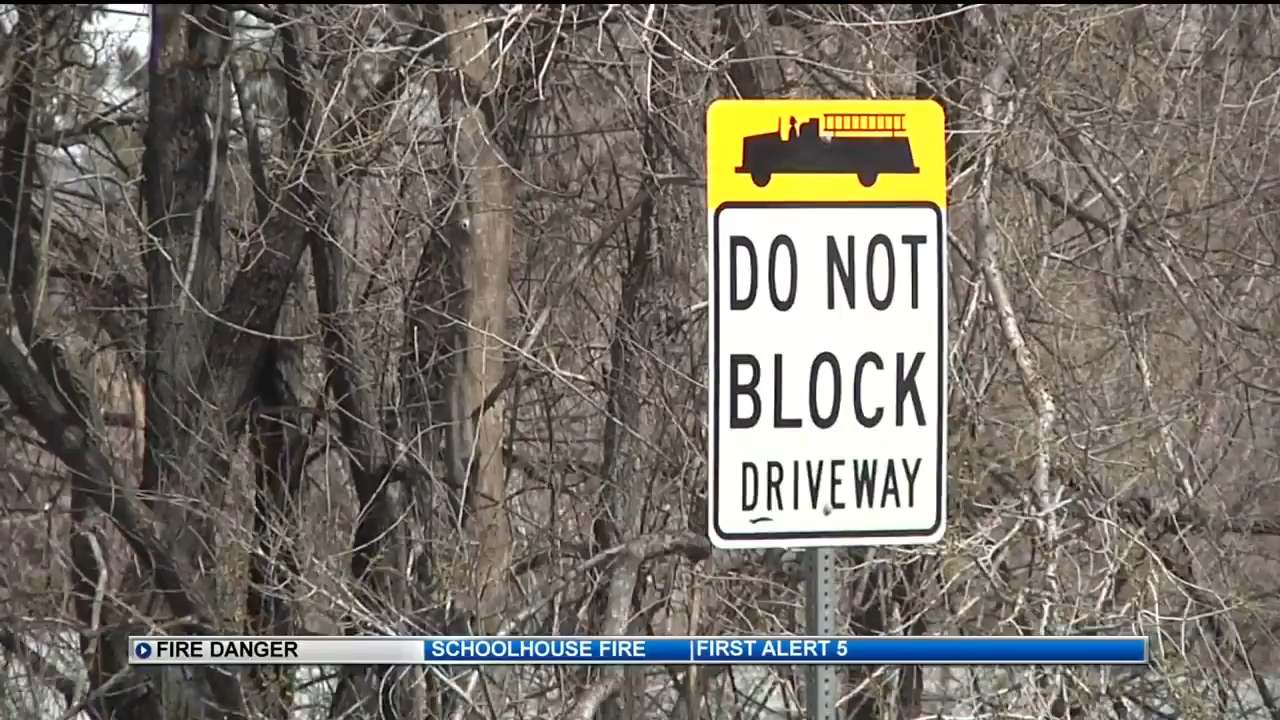 DO NOT
BLOCK
DRIVEWAY
FIRE DANGER SCHOOLHOUSE FIRE |FIRST ALERT 5